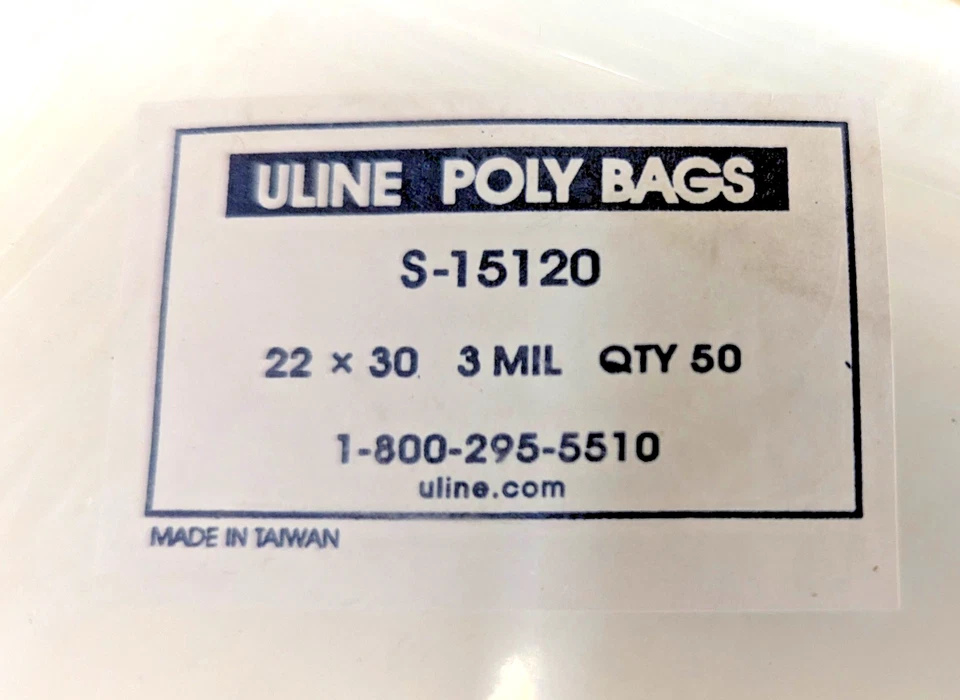 ULINE POLY BAGS
S-15120
22 × 30 3 MIL QTY 50
1-800-295-5510
uline.com
MADE IN TAIWAN